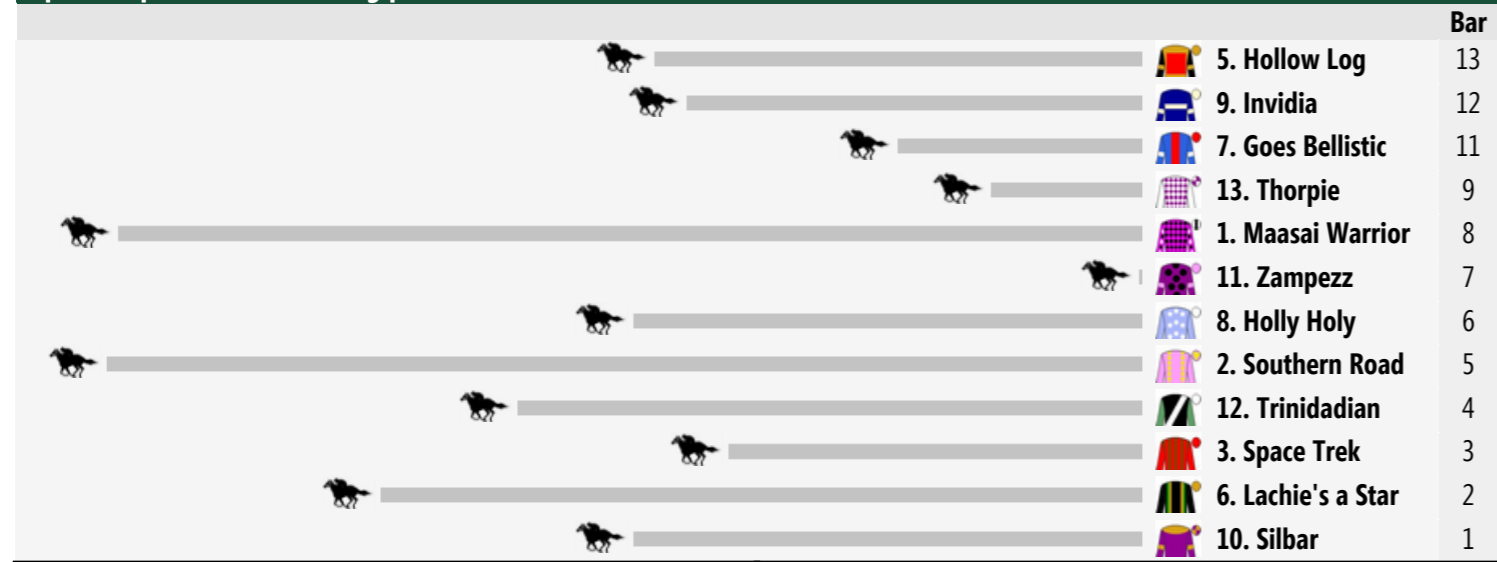 Bar
5. Hollow Log 13
9. Invidia 12
7. Goes Bellistic 11
13. Thorpie 9
1. Maasai Warrior 8
11. Zampezz 7
8. Holly Holy 6
2. Southern Road 5
12. Trinidadian 4
3. Space Trek 3
6. Lachie's a Star 2
10. Silbar 1